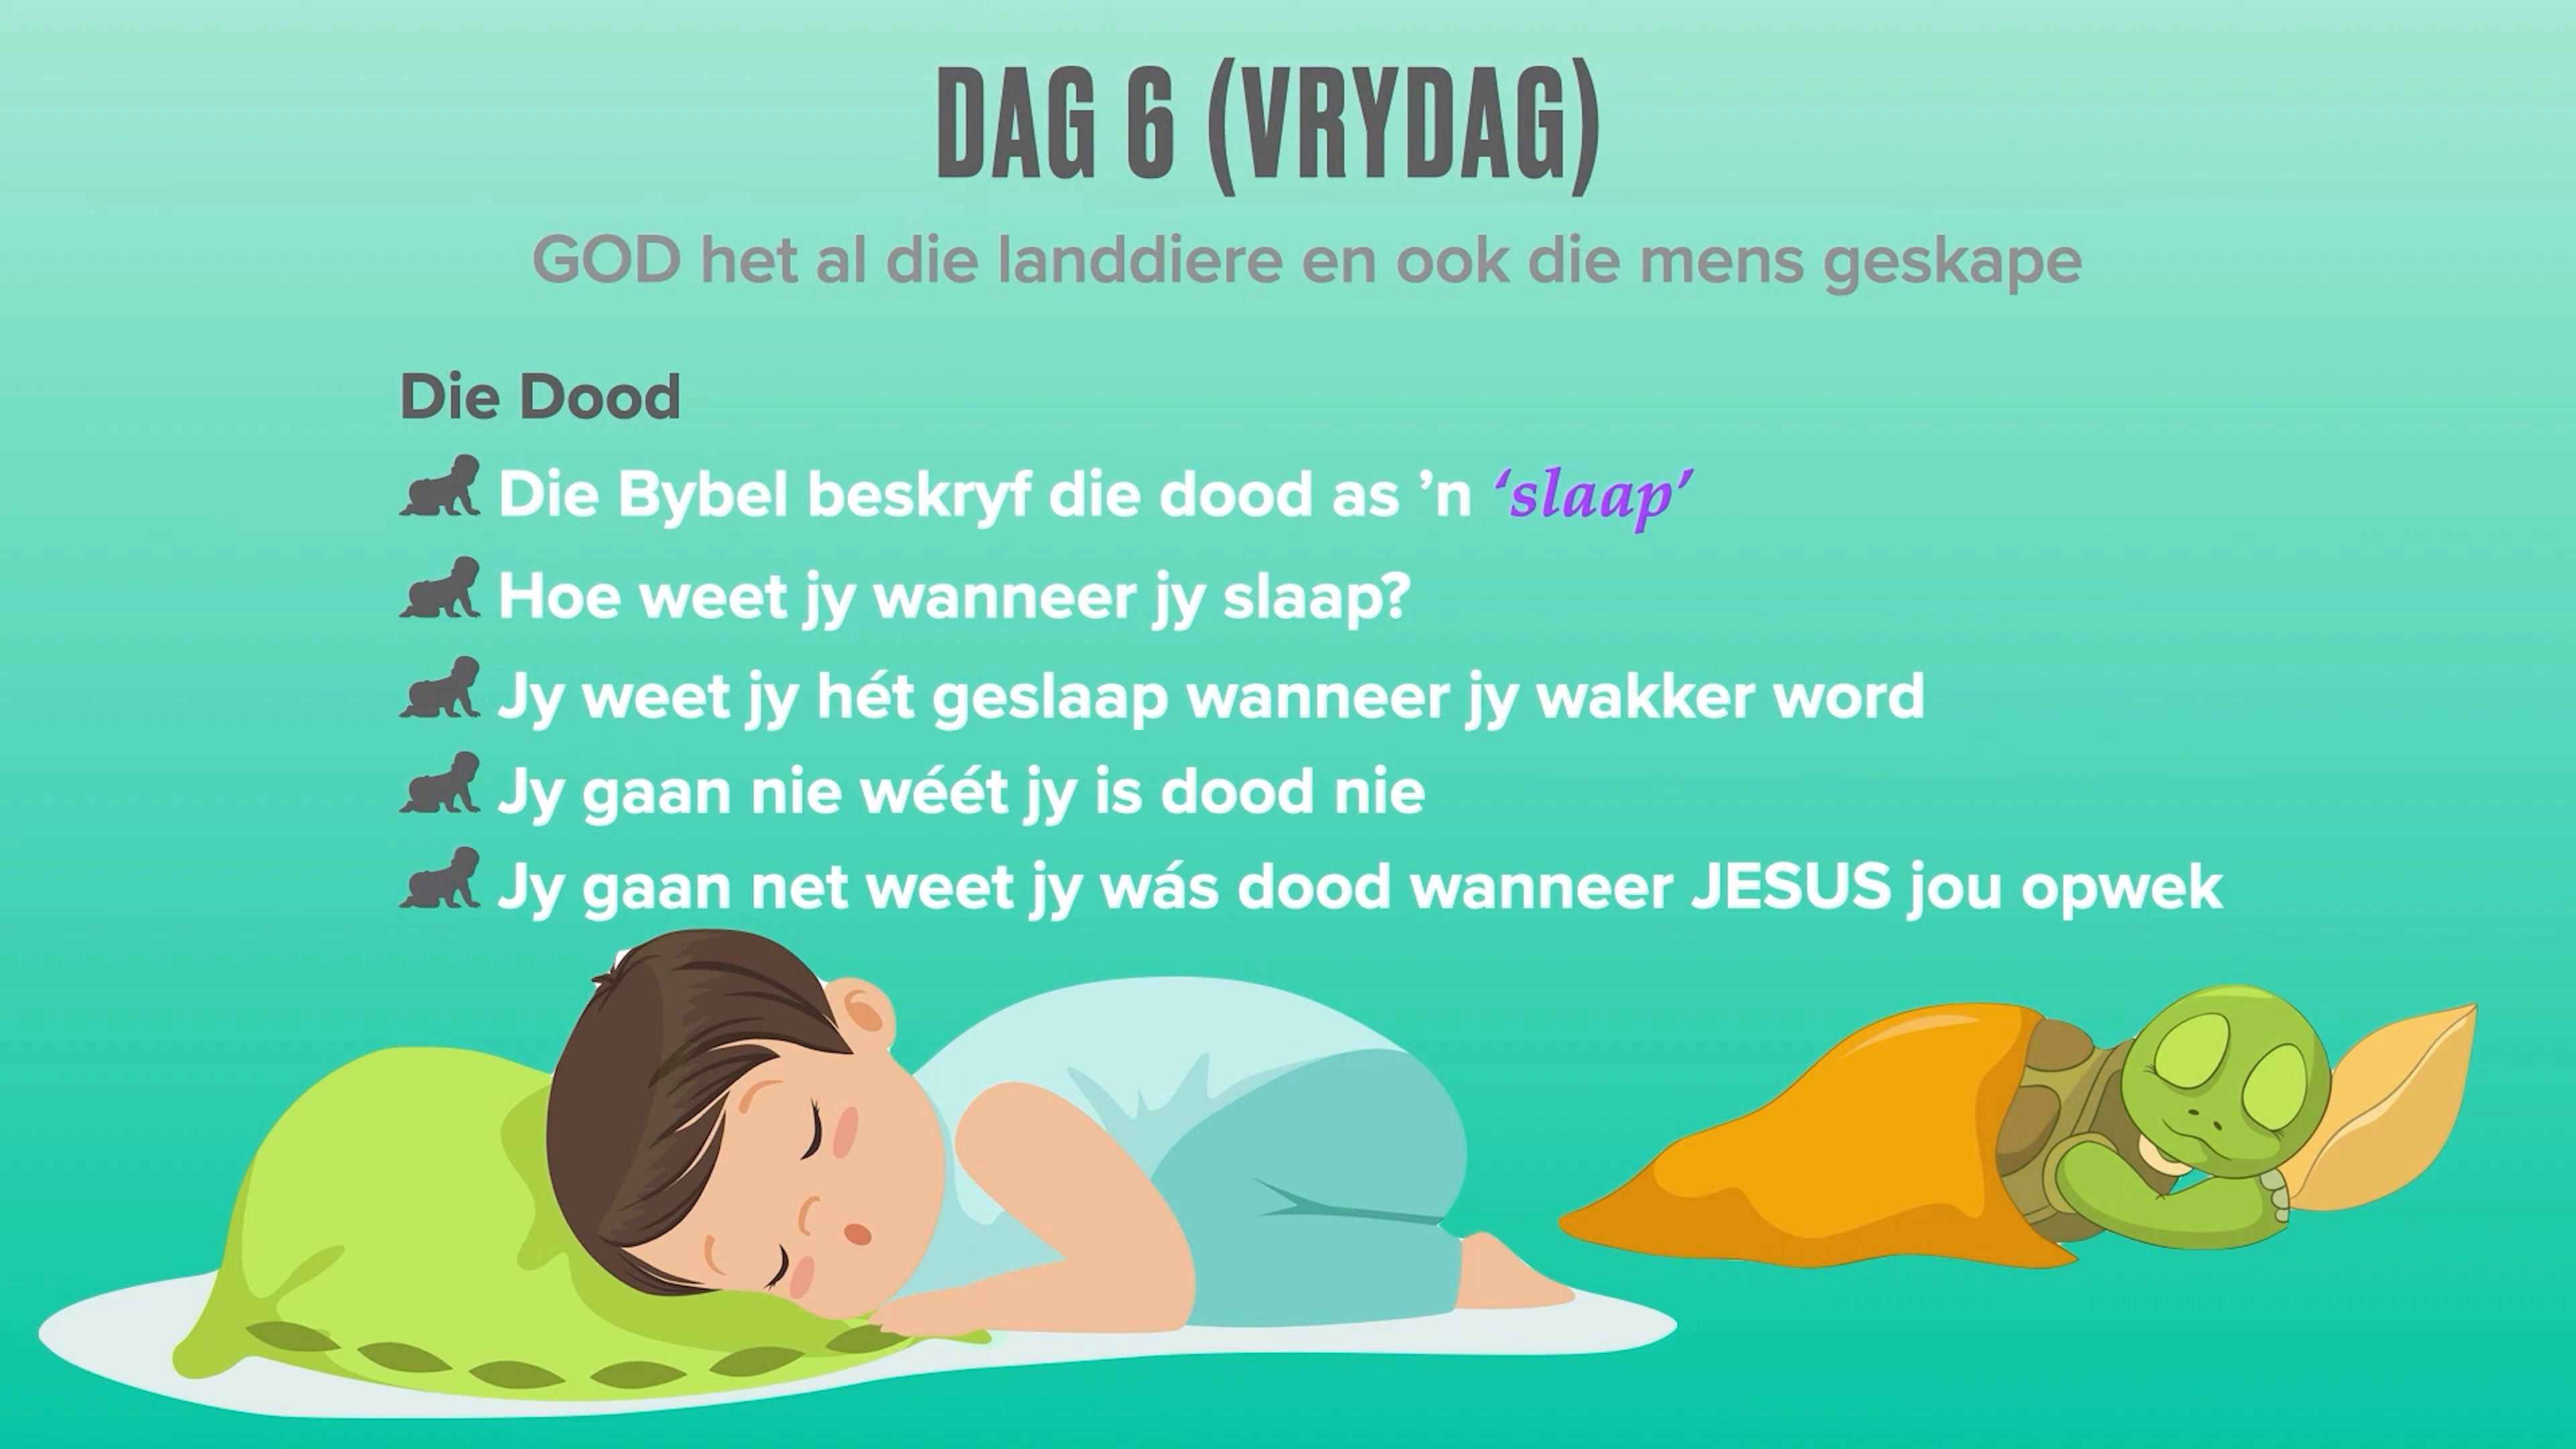 DAG 6 (VRYDAG)
GOD het al die landdiere en ook die mens geskape
Die Dood
Die Bybel beskryf die dood as ’n ‘slaap’
Hoe weet jy wanneer jy slaap?
Jy weet jy hét geslaap wanneer jy wakker word
Jy gaan nie wéét jy is dood nie
Jy gaan net weet jy wás dood wanneer JESUS jou opwek